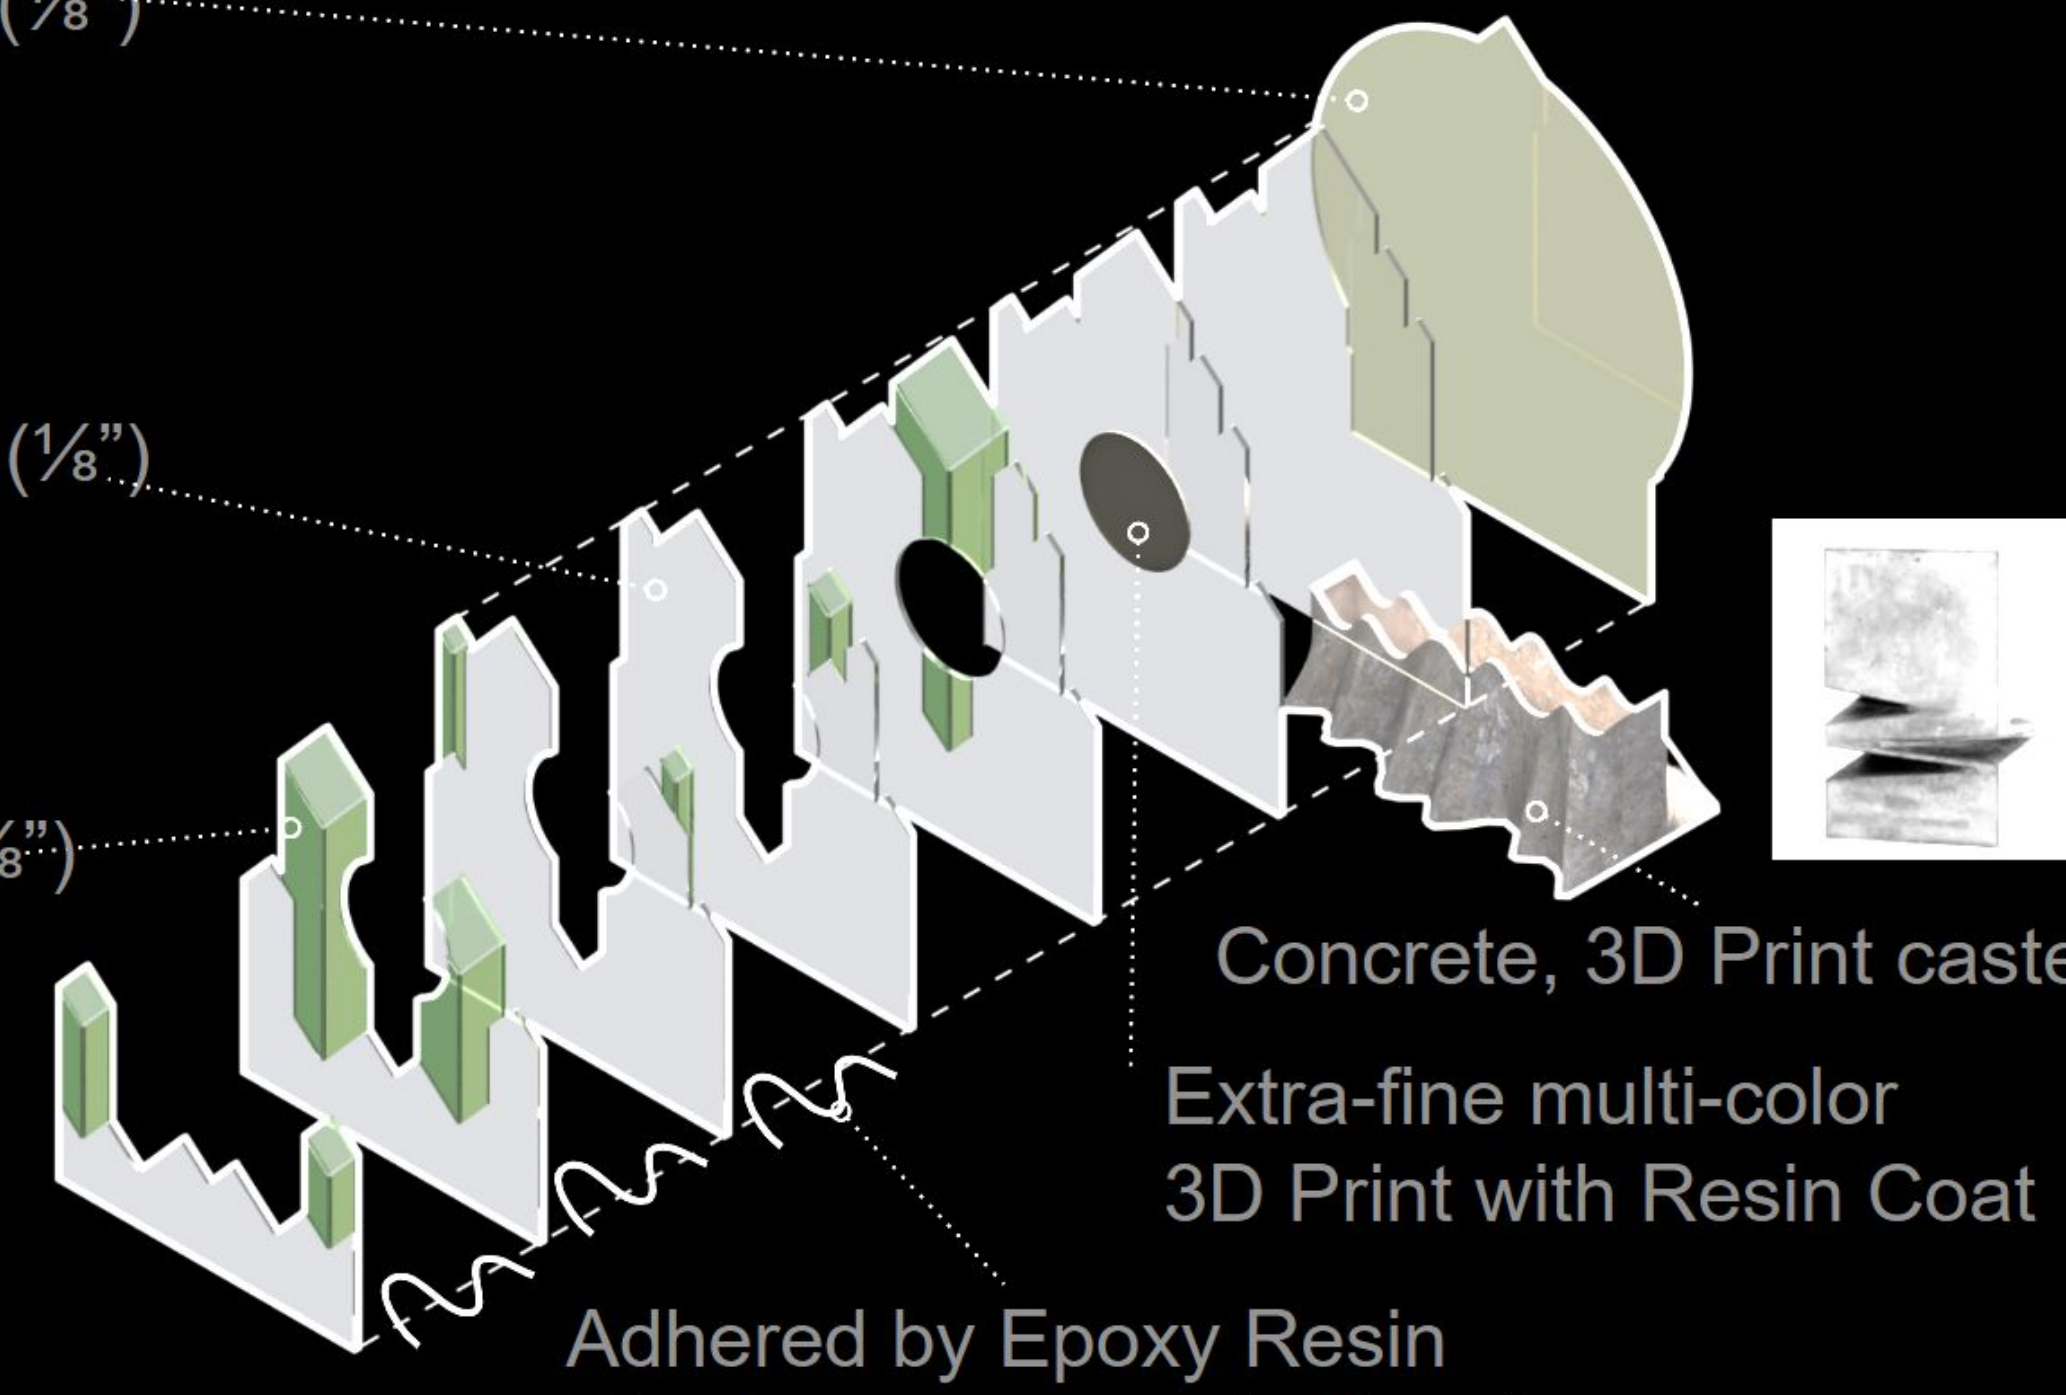 (⅛”)
(⅛”)
⅛”)
Concrete, 3D Print caste
Extra-fine multi-color
3D Print with Resin Coat
Adhered by Epoxy Resin